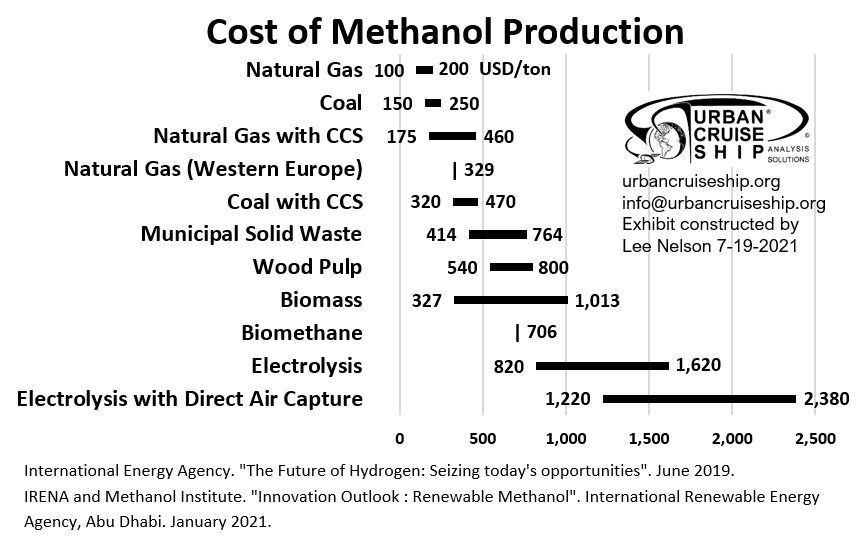 Cost of Methanol Production
Natural Gas 100 200 USD/ton
Coal 150 250
Natural Gas with CCS 175 460
Natural Gas (Western Europe) 329
Coal with CCS 320 470
Municipal Solid Waste 414 764
Wood Pulp 540 800
Biomass 327 1,013
Biomethane 706
Electrolysis 820 1,620
Electrolysis with Direct Air Capture 1,220 2,380
0 500 1,000 1,500 2,000 2,500
URBAN®
CRUISE ©
SHIP ANALYSIS
SOLUTIONS
urbancruiseship.org
info@urbancruiseship.org
Exhibit constructed by
Lee Nelson 7-19-2021
International Energy Agency. "The Future of Hydrogen: Seizing today's opportunities". June 2019.
IRENA and Methanol Institute. "Innovation Outlook : Renewable Methanol". International Renewable Energy
Agency, Abu Dhabi. January 2021.